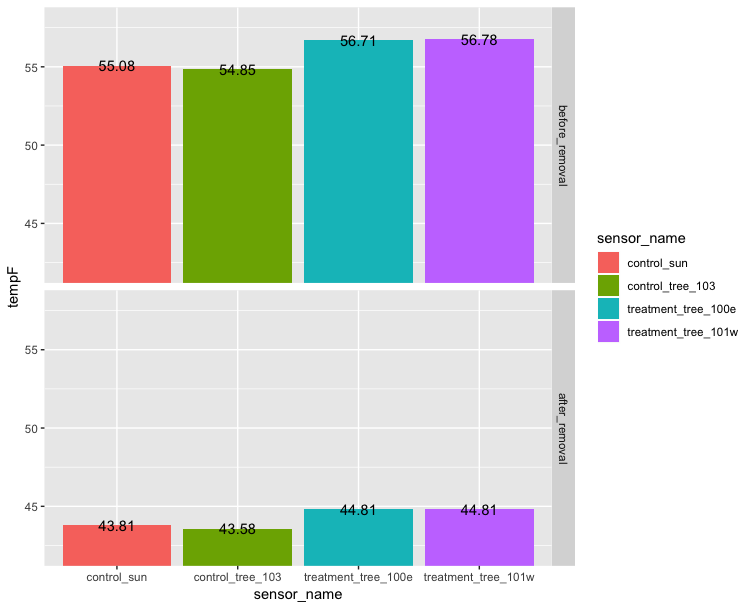 55.08
54.85
56.71
56.78
55
50
45
before_removal
tempF
43.81
43.58
44.81
44.81
55
50
45
after_removal
control_sun
control_tree_103
treatment_tree_100e
treatment_tree_101w
sensor_name
sensor_name
control_sun
control_tree_103
treatment_tree_100e
treatment_tree_101w